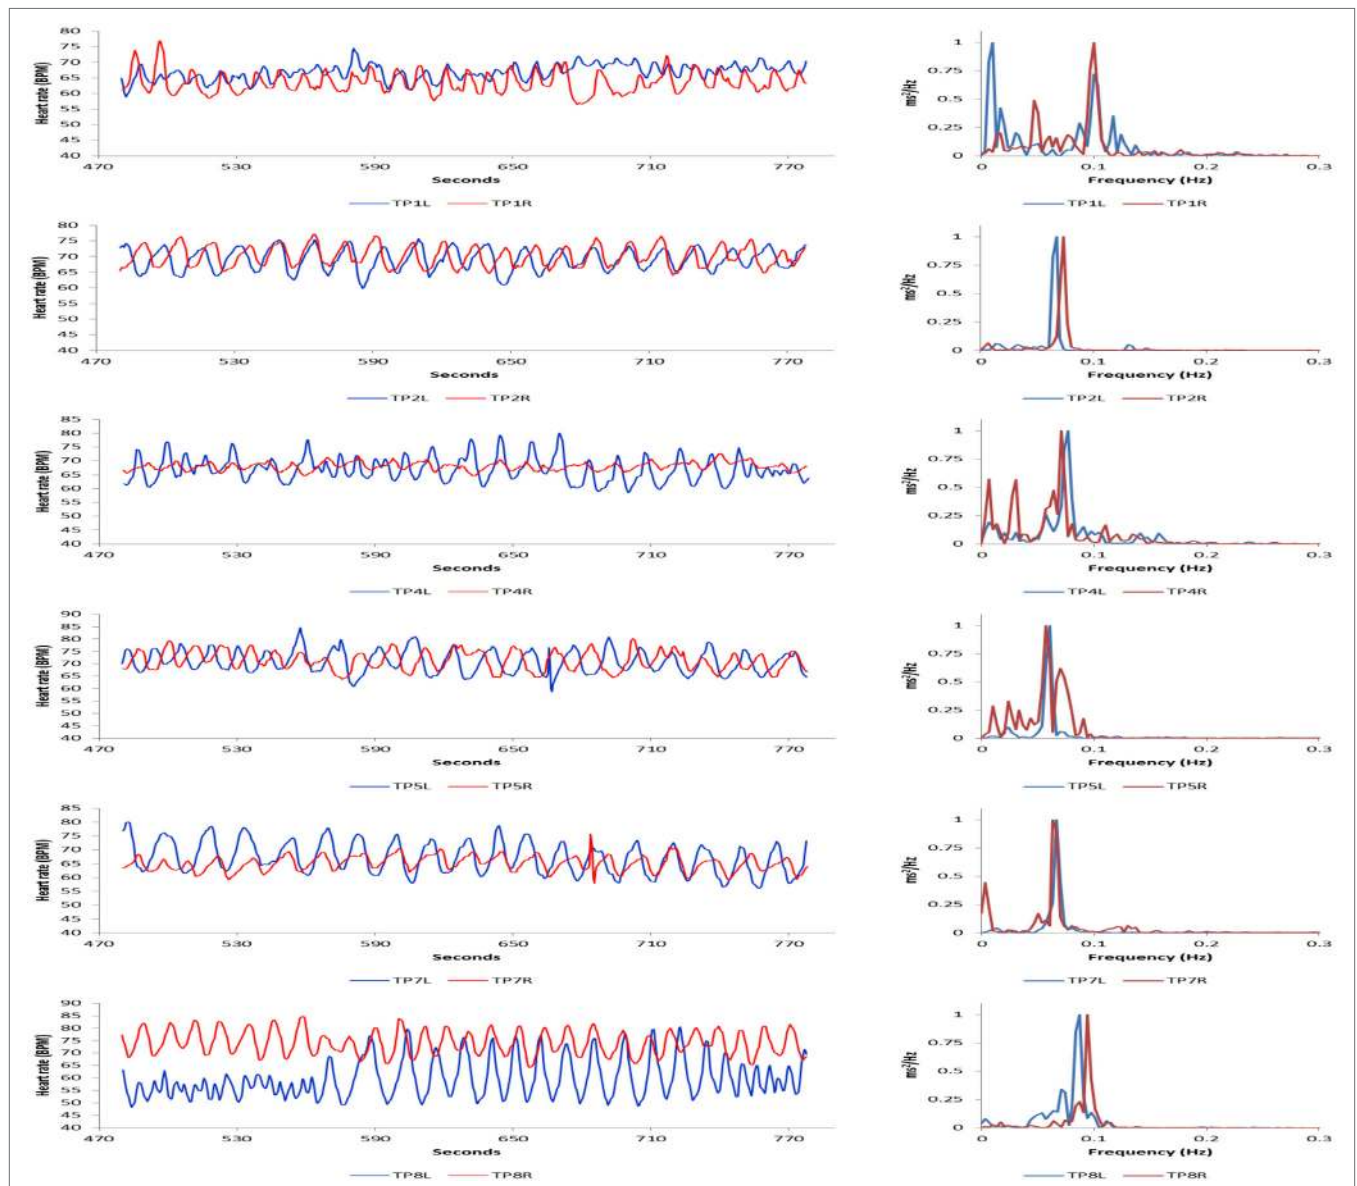 80
75
70
65
60
55
50
45
40
Heart rate (BPM)
470 530 590 650 710 770
Seconds
TP1L TP1R
1
0.75
0.5
0.25
0
ms²/Hz
0 0.1 0.2 0.3
Frequency (Hz)
TP1L TP1R
80
75
70
65
60
55
50
45
40
Heart rate (BPM)
470 530 590 650 710 770
Seconds
TP2L TP2R
1
0.75
0.5
0.25
0
ms²/Hz
0 0.1 0.2 0.3
Frequency (Hz)
TP2L TP2R
85
80
75
70
65
60
55
50
45
40
Heart rate (BPM)
470 530 590 650 710 770
Seconds
TP4L TP4R
1
0.75
0.5
0.25
0
ms²/Hz
0 0.1 0.2 0.3
Frequency (Hz)
TP4L TP4R
90
85
80
75
70
65
60
55
50
45
40
Heart rate (BPM)
470 530 590 650 710 770
Seconds
TP5L TP5R
1
0.75
0.5
0.25
0
ms²/Hz
0 0.1 0.2 0.3
Frequency (Hz)
TP5L TP5R
85
80
75
70
65
60
55
50
45
40
Heart rate (BPM)
470 530 590 650 710 770
Seconds
TP7L TP7R
1
0.75
0.5
0.25
0
ms²/Hz
0 0.1 0.2 0.3
Frequency (Hz)
TP7L TP7R
90
85
80
75
70
65
60
55
50
45
40
Heart rate (BPM)
470 530 590 650 710 770
Seconds
TP8L TP8R
1
0.75
0.5
0.25
0
ms²/Hz
0 0.1 0.2 0.3
Frequency (Hz)
TP8L TP8R